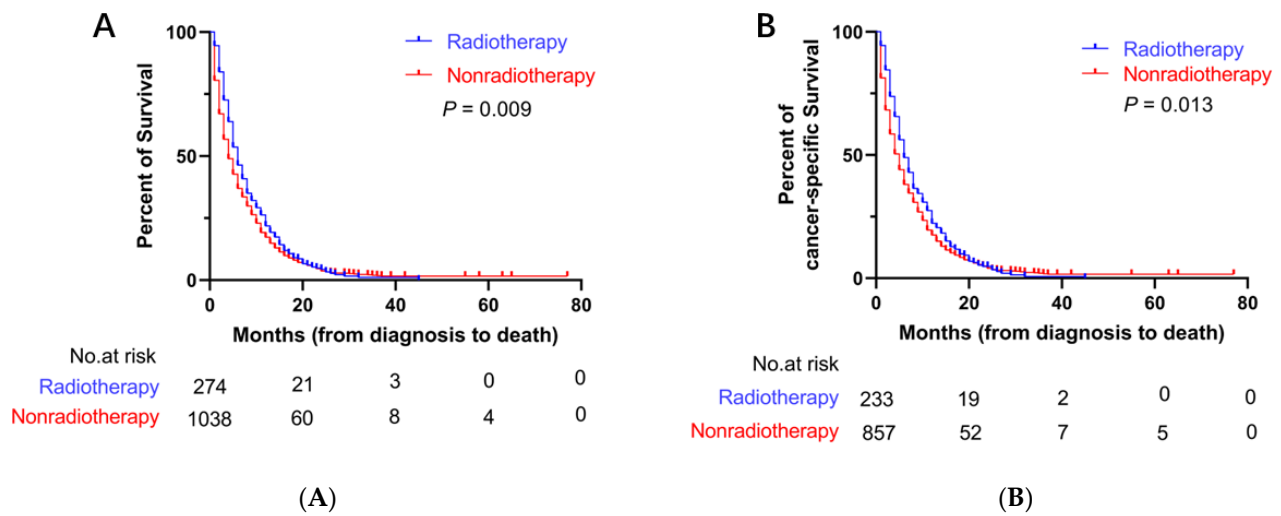 A
100
50
0
Percent of Survival
Radiotherapy
Nonradiotherapy
P = 0.009
0 20 40 60 80
Months (from diagnosis to death)
No.at risk
Radiotherapy 274 21 3 0 0
Nonradiotherapy 1038 60 8 4 0
(A)
B
100
50
0
Percent of
cancer-specific Survival
Radiotherapy
Nonradiotherapy
P = 0.013
0 20 40 60 80
Months (from diagnosis to death)
No.at risk
Radiotherapy 233 19 2 0 0
Nonradiotherapy 857 52 7 5 0
(B)